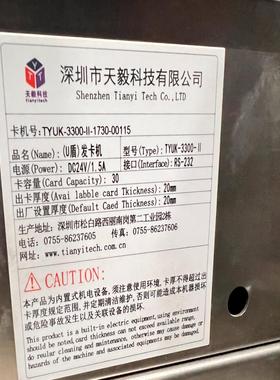 TYT
天毅科技
tianyitech
深圳市天毅科技有限公司
Shenzhen Tianyi Tech Co.,LTD
卡机号:TYUK-3300-II-1730-00115
品名(Name):(U盾)发卡机 型号(Type):TYUK-3300-II
电源(Power): DC24V/1.5A 接口(Interface): RS-232
卡容量(Card Capacity): 30
出卡厚度(Avai labble card Tkickness): 20mm
出厂设置厚度(Default Caed Thickness): 20mm
生产地址: 深圳市松白路西丽南岗第二工业园2栋
电话: 0755-86237605 传真: 0755-86237606
网址: www.tianyitech.com.cn
CAUTION:
本产品为内置式机电设备,须注意使用环境,卡厚不得超过出
卡厚度规定范围,并定期清洁维护,否则可能造成本机器损坏
或危险事故发生以及关联设备的损害。
This product is a built-in electric equipment, using environment
should be noted, card thickness not exceed available range,
do reular cleaning and maintenance, otherwise may cause damage or
hazards of the machine and associated equipments may be damaged.